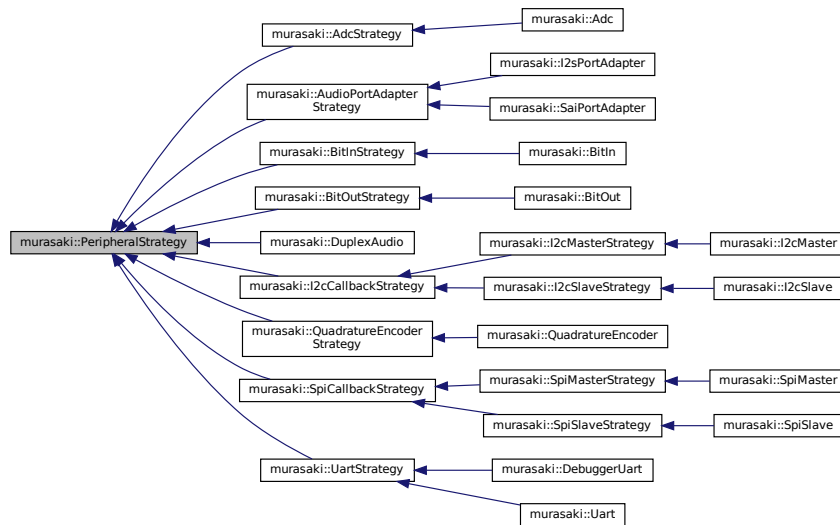 murasaki::AdcStrategy
murasaki::Adc
murasaki::AudioPortAdapter
Strategy
murasaki::I2sPortAdapter
murasaki::SaiPortAdapter
murasaki::BitInStrategy
murasaki::BitIn
murasaki::BitOutStrategy
murasaki::BitOut
murasaki::PeripheralStrategy
murasaki::DuplexAudio
murasaki::I2cCallbackStrategy
murasaki::I2cMasterStrategy
murasaki::I2cMaster
murasaki::I2cSlaveStrategy
murasaki::I2cSlave
murasaki::QuadratureEncoder
Strategy
murasaki::QuadratureEncoder
murasaki::SpiCallbackStrategy
murasaki::SpiMasterStrategy
murasaki::SpiMaster
murasaki::SpiSlaveStrategy
murasaki::SpiSlave
murasaki::UartStrategy
murasaki::DebuggerUart
murasaki::Uart